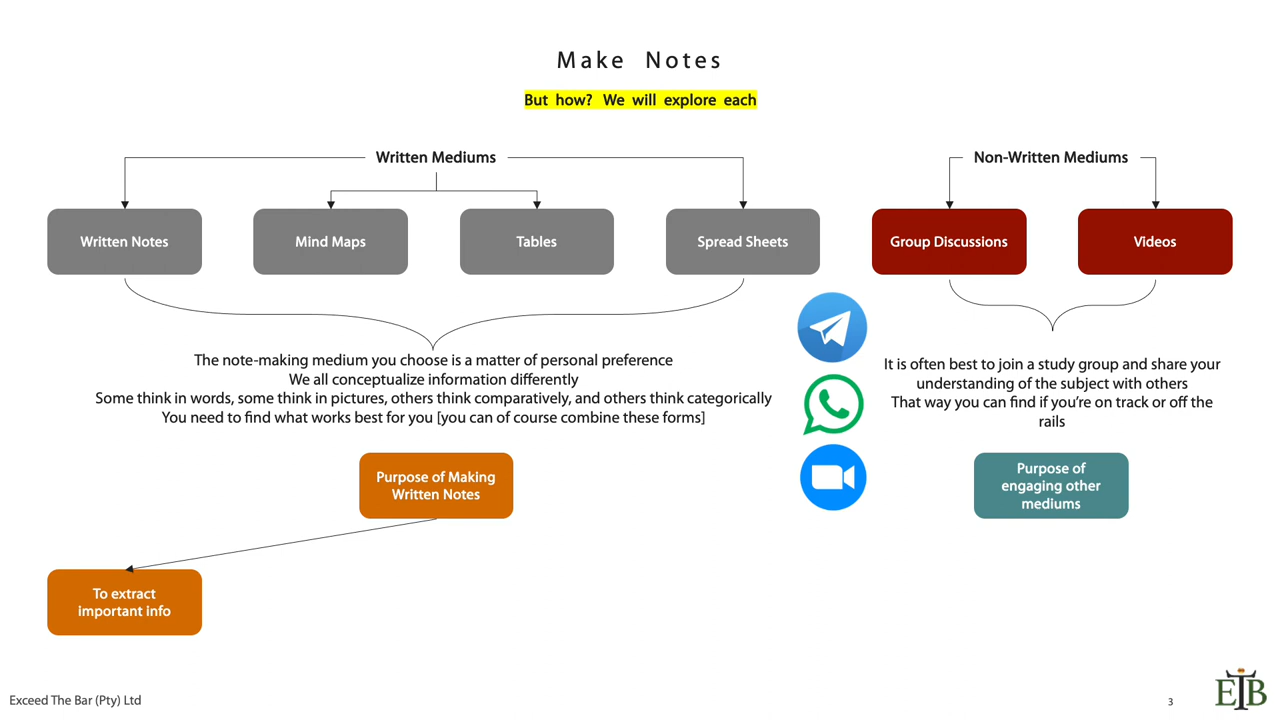 Make Notes
But how? We will explore each
Written Mediums
Non-Written Mediums
Written Notes
Mind Maps
Tables
Spread Sheets
Group Discussions
Videos
The note-making medium you choose is a matter of personal preference
We all conceptualize information differently
Some think in words, some think in pictures, others think comparatively, and others think categorically
You need to find what works best for you [you can of course combine these forms]
It is often best to join a study group and share your
understanding of the subject with others
That way you can find if you’re on track or off the
rails
Purpose of Making
Written Notes
Purpose of
engaging other
mediums
To extract
important info
Exceed The Bar (Pty) Ltd
3
ETB